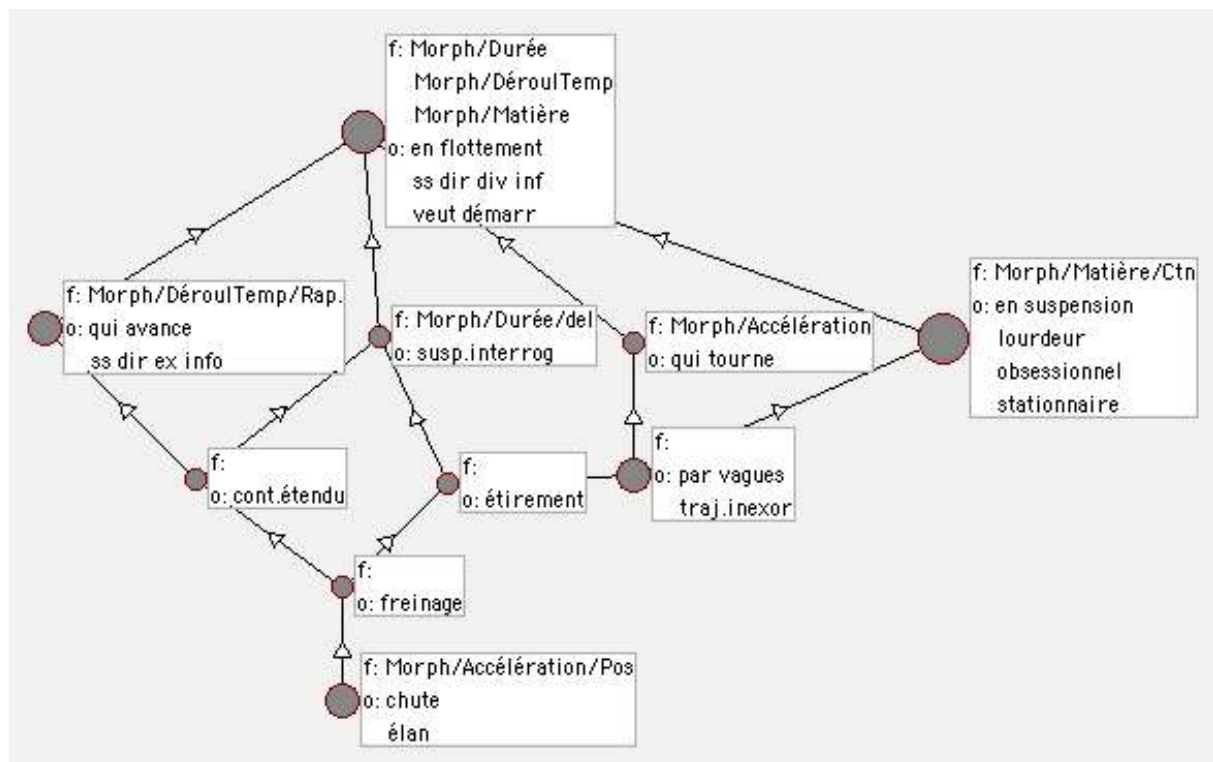 f: Morph/Durée
Morph/DéroulTemp
Morph/Matière
o: en flottement
ss dir div inf
veut démarr
f: Morph/DéroulTemp/Rap.
o: qui avance
ss dir ex info
f: Morph/Durée/del
o: susp.interrog
f: Morph/Accélération
o: qui tourne
f: Morph/Matière/Ctn
o: en suspension
lourdeur
obsessionnel
stationnaire
f:
o: cont.étendu
f:
o: étirement
f:
o: par vagues
traj.inexor
f:
o: freinage
f: Morph/Accélération/Pos
o: chute
élan